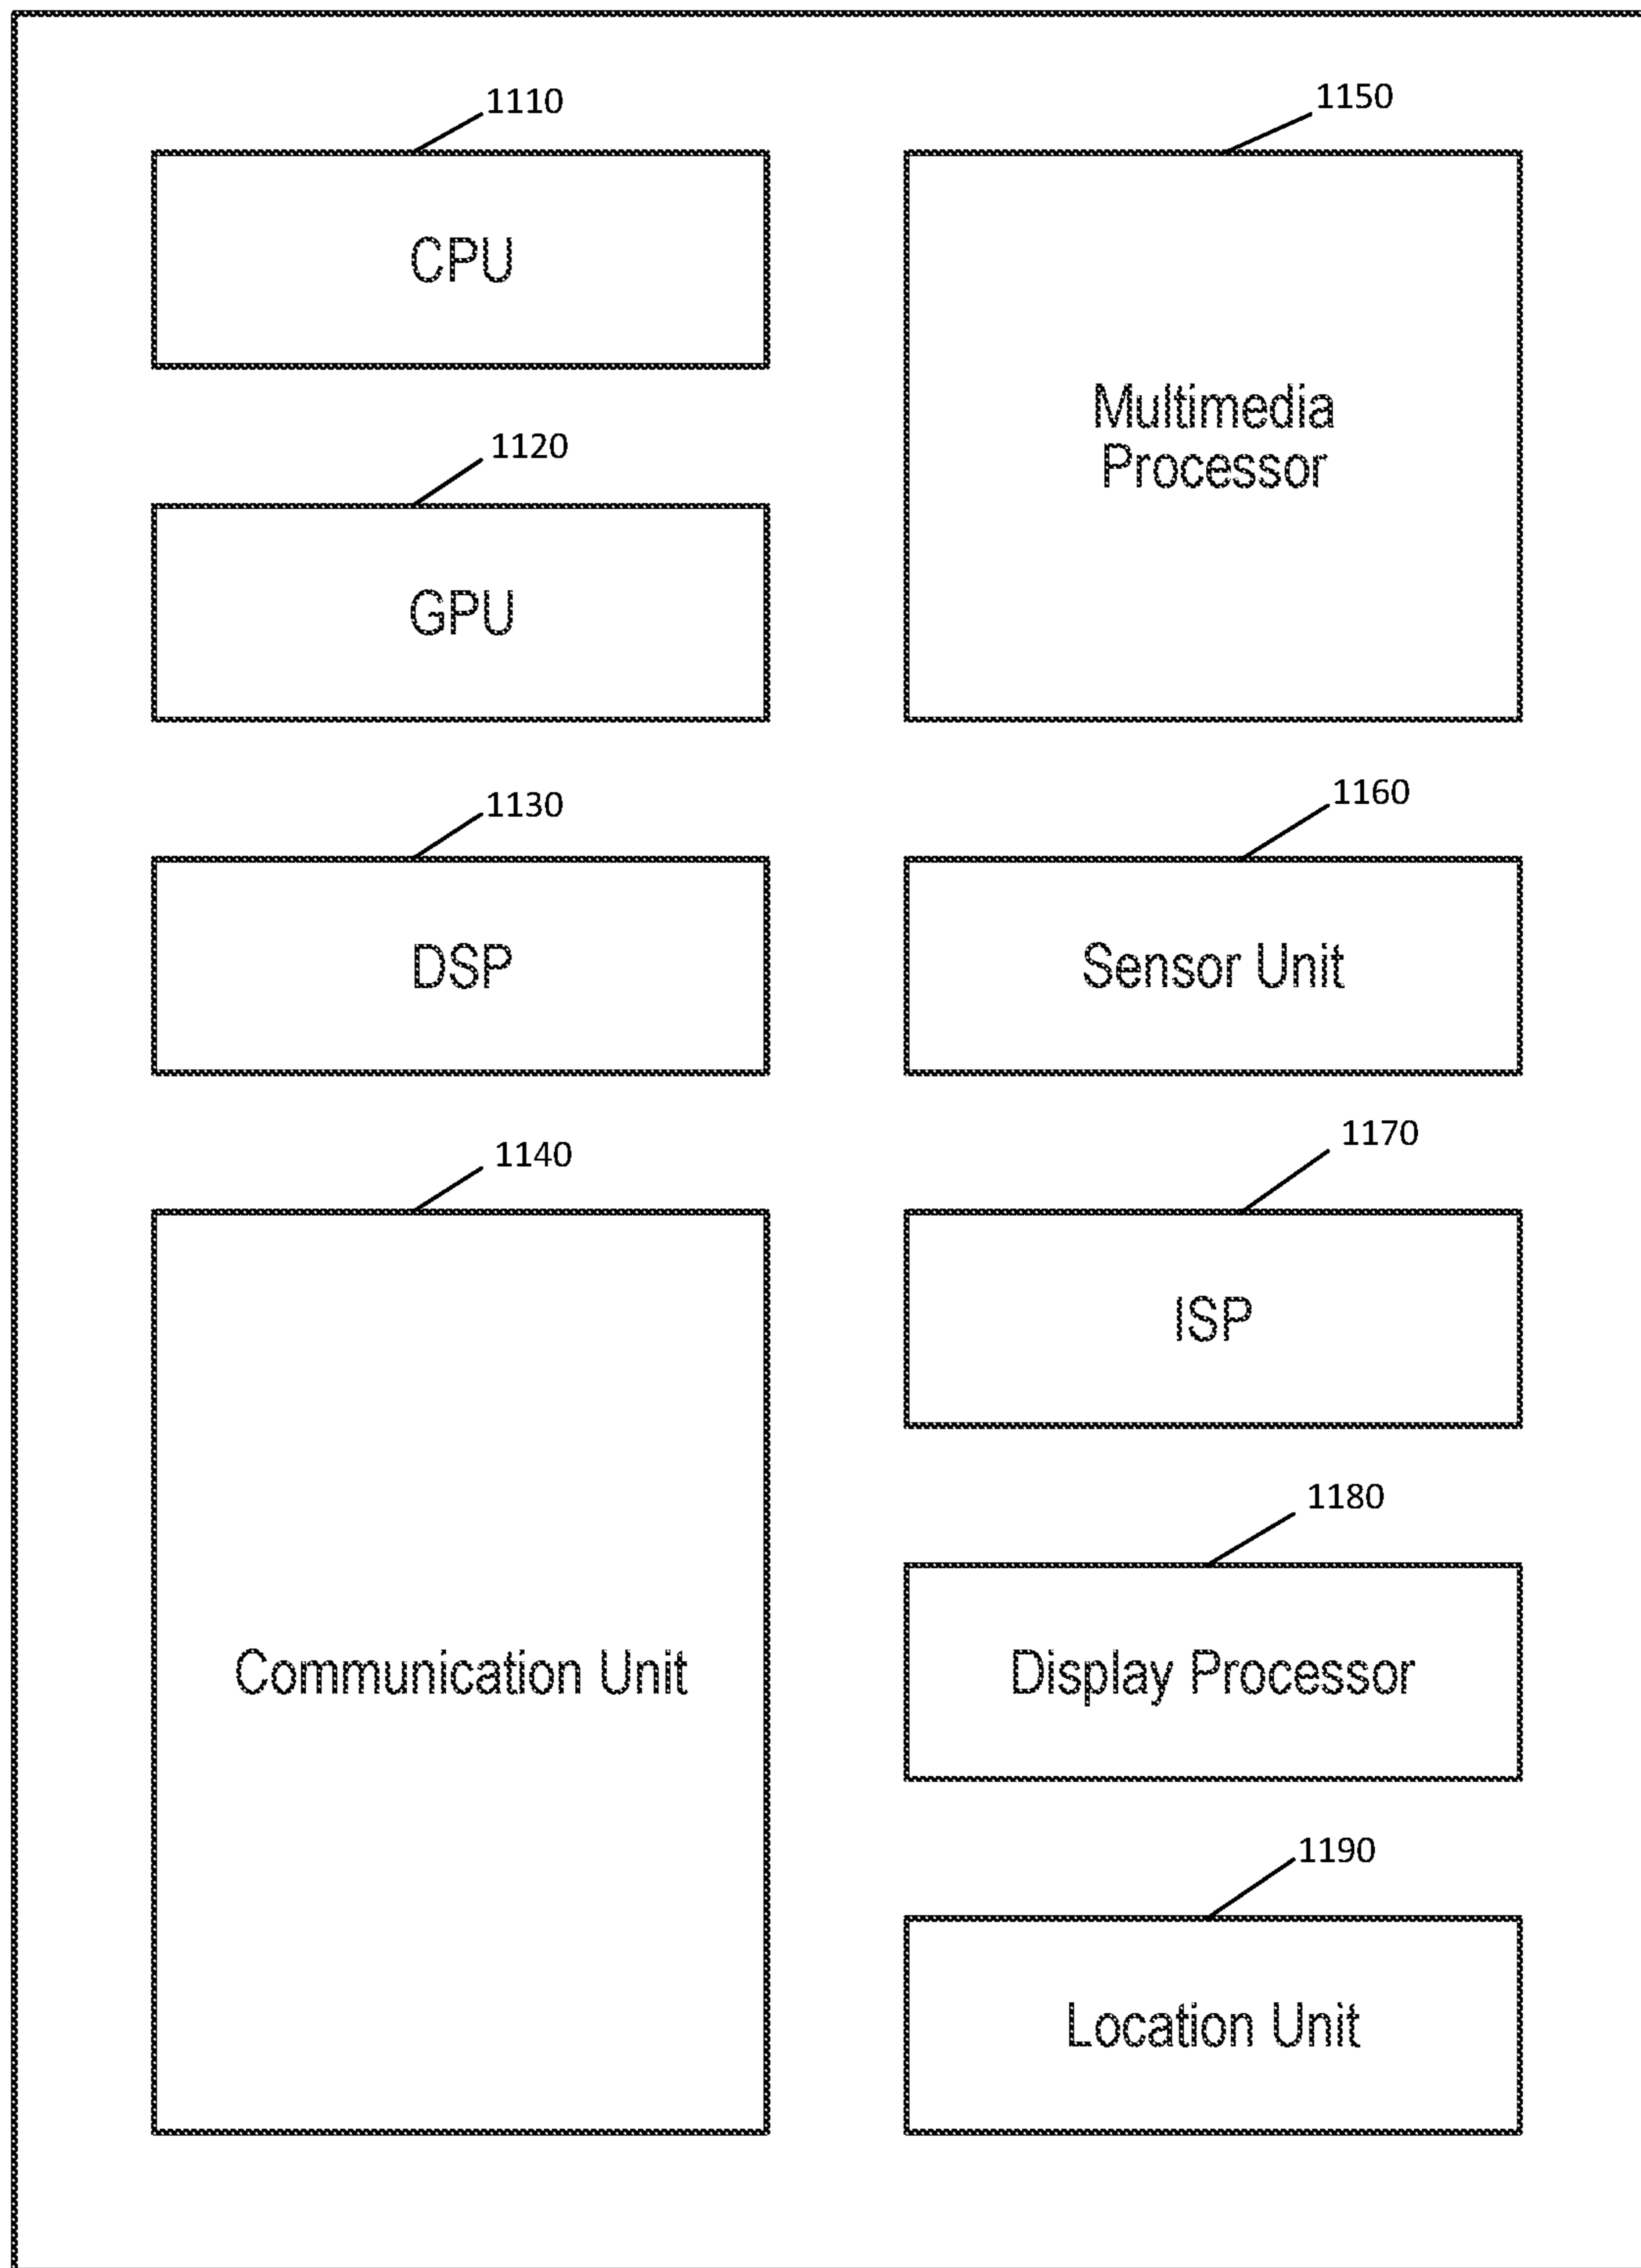 1110
CPU
1120
GPU
1130
DSP
1140
Communication Unit
1150
Multimedia
Processor
1160
Sensor Unit
1170
ISP
1180
Display Processor
1190
Location Unit